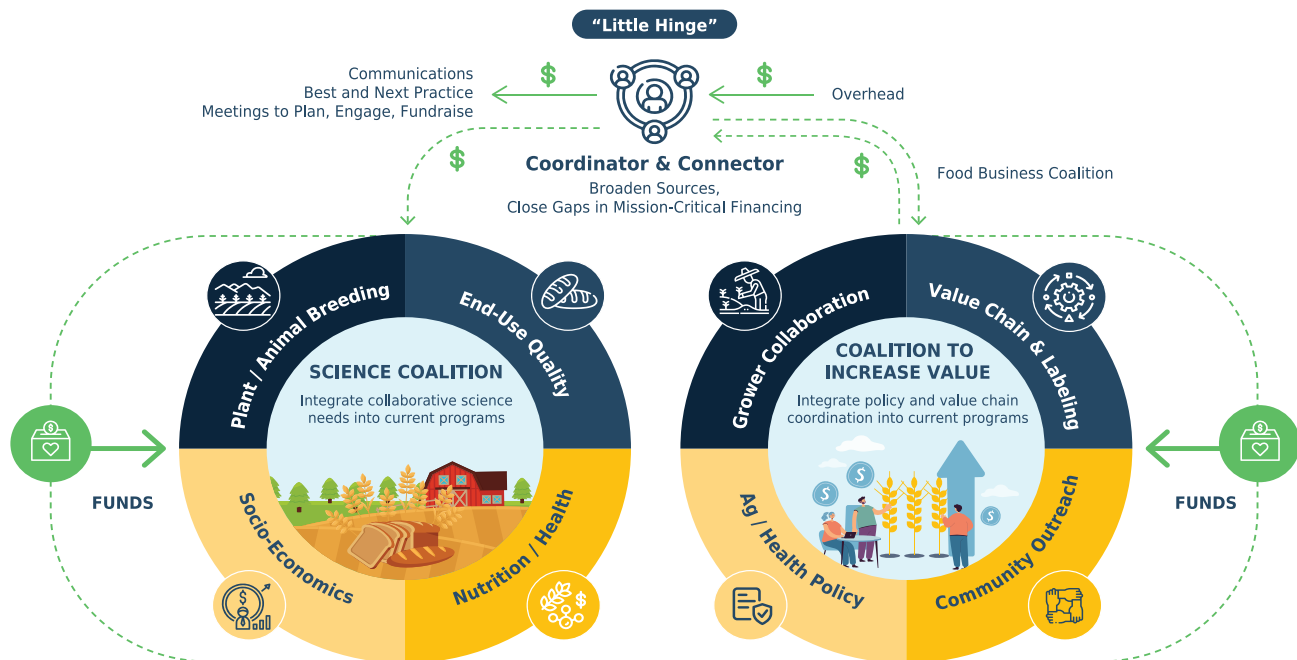 “Little Hinge”
Communications
Best and Next Practice
Meetings to Plan, Engage, Fundraise
$
$
Overhead
$
$
Coordinator & Connector
Broaden Sources,
Close Gaps in Mission-Critical Financing
Food Business Coalition
Plant / Animal Breeding
End-Use Quality
SCIENCE COALITION
Integrate collaborative science
needs into current programs
Socio-Economics
$
Nutrition / Health
$
$
FUNDS
Grower Collaboration
Value Chain & Labeling
COALITION TO
INCREASE VALUE
Integrate policy and value chain
coordination into current programs
$
$
$
Ag / Health Policy
Community Outreach
$
FUNDS